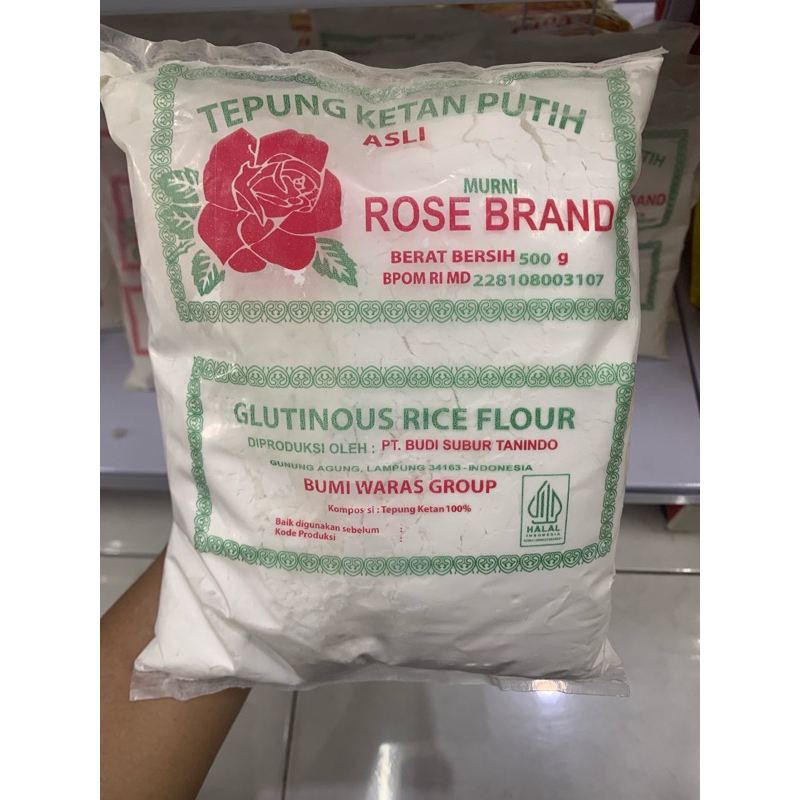 TEPUNG KETAN PUTIH
ASLI
MURNI
ROSE BRAND
BERAT BERSIH 500 g
BPOM RI MD 228108003107
GLUTINOUS RICE FLOUR
DIPRODUKSI OLEH : PT. BUDI SUBUR TANINDO
GUNUNG AGUNG, LAMPUNG 34163 - INDONESIA
BUMI WARAS GROUP
Komposisi : Tepung Ketan 100%
Baik digunakan sebelum :
Kode Produksi :
HALAL
INDONESIA
TIH
RAND